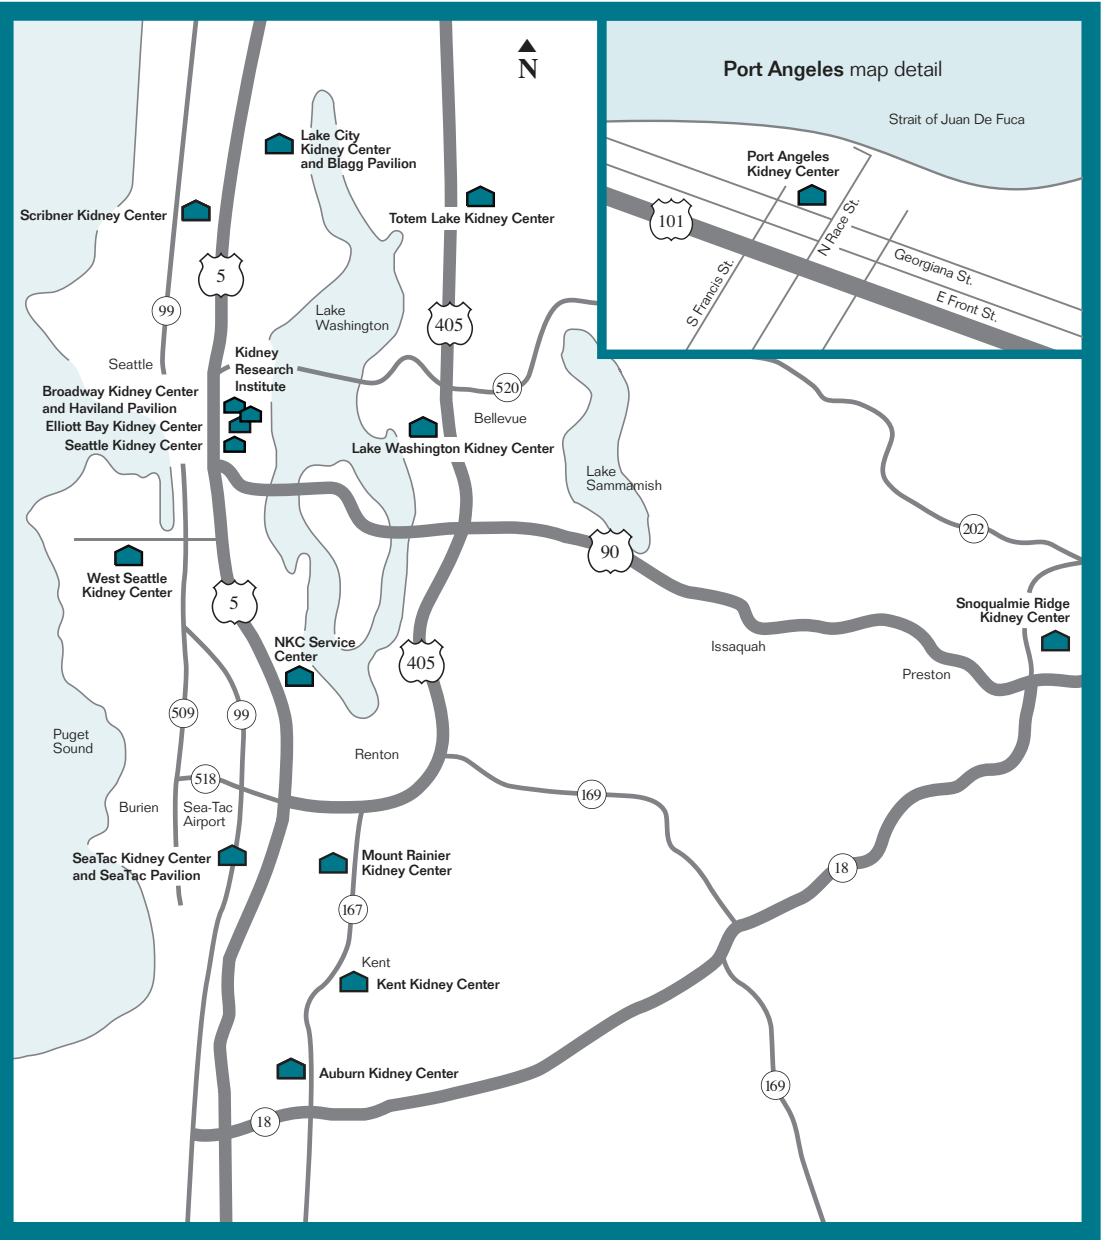 N
Port Angeles map detail
Strait of Juan De Fuca
Port Angeles
Kidney Center
101
N Race St.
S Francis St.
Georgiana St.
E Front St.
Lake City
Kidney Center
and Blagg Pavilion
Scribner Kidney Center
Totem Lake Kidney Center
5
99
Lake
Washington
405
Seattle
Kidney
Research
Institute
520
Broadway Kidney Center
and Haviland Pavilion
Elliott Bay Kidney Center
Seattle Kidney Center
Bellevue
Lake Washington Kidney Center
Lake
Sammamish
202
90
West Seattle
Kidney Center
5
Snoqualmie Ridge
Kidney Center
NKC Service
Center
405
Issaquah
Preston
509
99
Puget
Sound
Renton
518
169
Burien
Sea-Tac
Airport
SeaTac Kidney Center
and SeaTac Pavilion
Mount Rainier
Kidney Center
18
167
Kent
Kent Kidney Center
Auburn Kidney Center
169
18